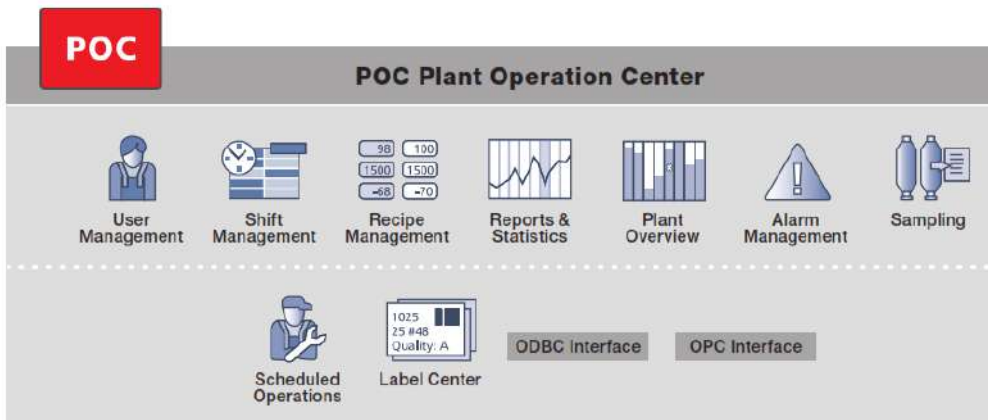 POC
POC Plant Operation Center
98 100
1500 1500
-68 -70
User
Management
Shift
Management
Recipe
Management
Reports &
Statistics
Plant
Overview
Alarm
Management
Sampling
1025
25 #48
Quality: A
Scheduled
Operations
Label Center
ODBC Interface
OPC Interface